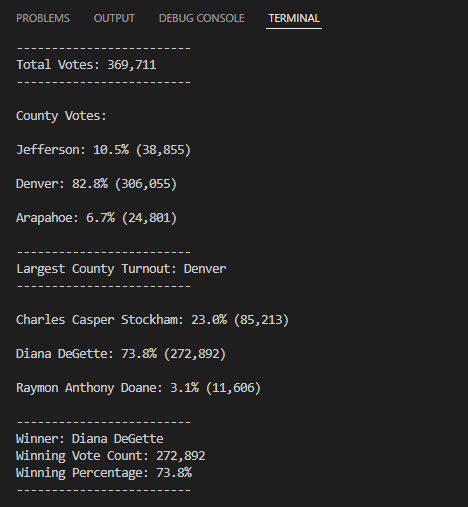 PROBLEMS OUTPUT DEBUG CONSOLE TERMINAL
-------------------------
Total Votes: 369,711
-------------------------
County Votes:
Jefferson: 10.5% (38,855)
Denver: 82.8% (306,055)
Arapahoe: 6.7% (24,801)
-------------------------
Largest County Turnout: Denver
-------------------------
Charles Casper Stockham: 23.0% (85,213)
Diana DeGette: 73.8% (272,892)
Raymon Anthony Doane: 3.1% (11,606)
-------------------------
Winner: Diana DeGette
Winning Vote Count: 272,892
Winning Percentage: 73.8%
-------------------------